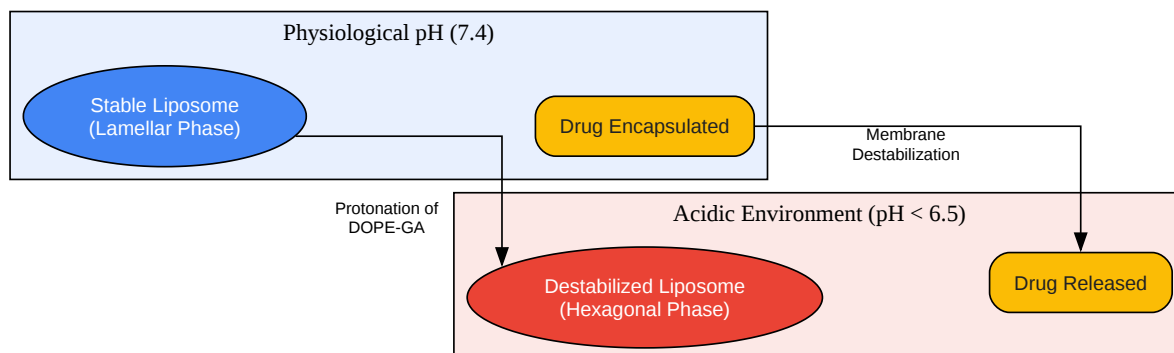 Physiological pH (7.4)
Stable Liposome
(Lamellar Phase)
Drug Encapsulated
Membrane
Destabilization
Protonation of
DOPE-GA
Acidic Environment (pH < 6.5)
Destabilized Liposome
(Hexagonal Phase)
Drug Released